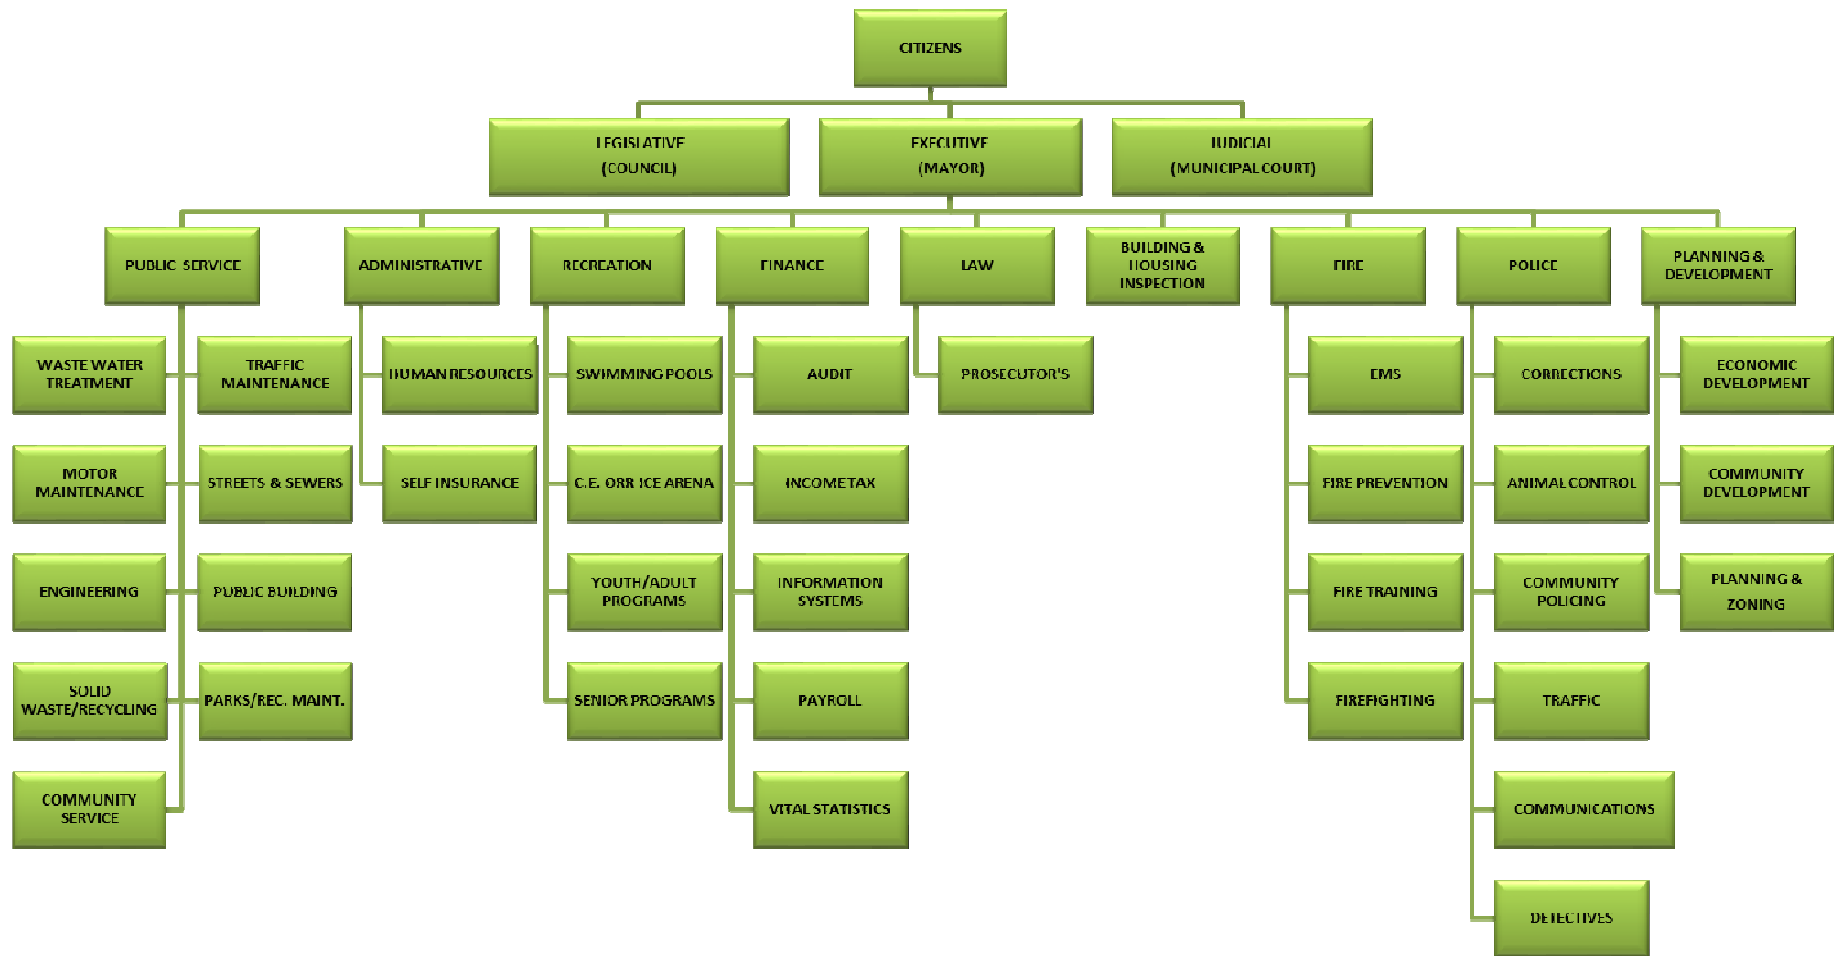 CITIZENS
LEGISLATIVE
(COUNCIL)
EXECUTIVE
(MAYOR)
JUDICIAL
(MUNICIPAL COURT)
PUBLIC SERVICE
ADMINISTRATIVE
RECREATION
FINANCE
LAW
BUILDING &
HOUSING
INSPECTION
FIRE
POLICE
PLANNING &
DEVELOPMENT
WASTE WATER
TREATMENT
TRAFFIC
MAINTENANCE
HUMAN RESOURCES
SWIMMING POOLS
AUDIT
PROSECUTOR'S
EMS
CORRECTIONS
ECONOMIC
DEVELOPMENT
MOTOR
MAINTENANCE
STREETS & SEWERS
SELF INSURANCE
C.E. ORR ICE ARENA
INCOME TAX
FIRE PREVENTION
ANIMAL CONTROL
COMMUNITY
DEVELOPMENT
ENGINEERING
PUBLIC BUILDING
YOUTH/ADULT
PROGRAMS
INFORMATION
SYSTEMS
FIRE TRAINING
COMMUNITY
POLICING
PLANNING &
ZONING
SOLID
WASTE/RECYCLING
PARKS/REC. MAINT.
SENIOR PROGRAMS
PAYROLL
FIREFIGHTING
TRAFFIC
COMMUNITY
SERVICE
VITAL STATISTICS
COMMUNICATIONS
DETECTIVES